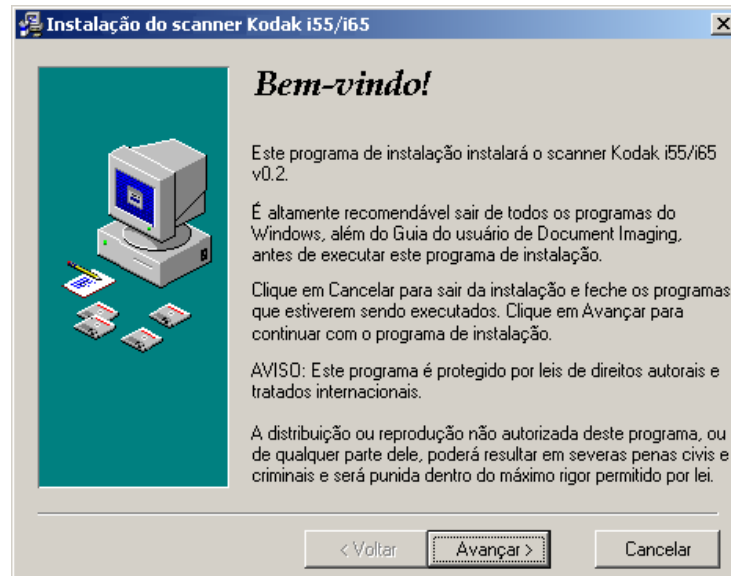 Instalação do scanner Kodak i55/i65
Bem-vindo!
Este programa de instalação instalará o scanner Kodak i55/i65
v0.2.
É altamente recomendável sair de todos os programas do
Windows, além do Guia do usuário de Document Imaging,
antes de executar este programa de instalação.
Clique em Cancelar para sair da instalação e feche os programas
que estiverem sendo executados. Clique em Avançar para
continuar com o programa de instalação.
AVISO: Este programa é protegido por leis de direitos autorais e
tratados internacionais.
A distribuição ou reprodução não autorizada deste programa, ou
de qualquer parte dele, poderá resultar em severas penas civis e
criminais e será punida dentro do máximo rigor permitido por lei.
< Voltar
Avançar >
Cancelar